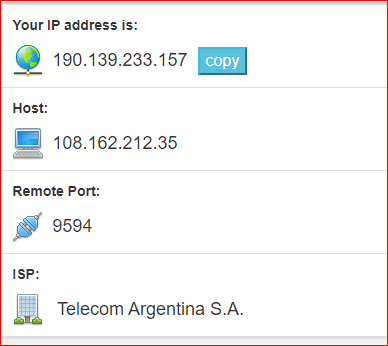 Your IP address is:
190.139.233.157 copy
Host:
108.162.212.35
Remote Port:
9594
ISP:
Telecom Argentina S.A.